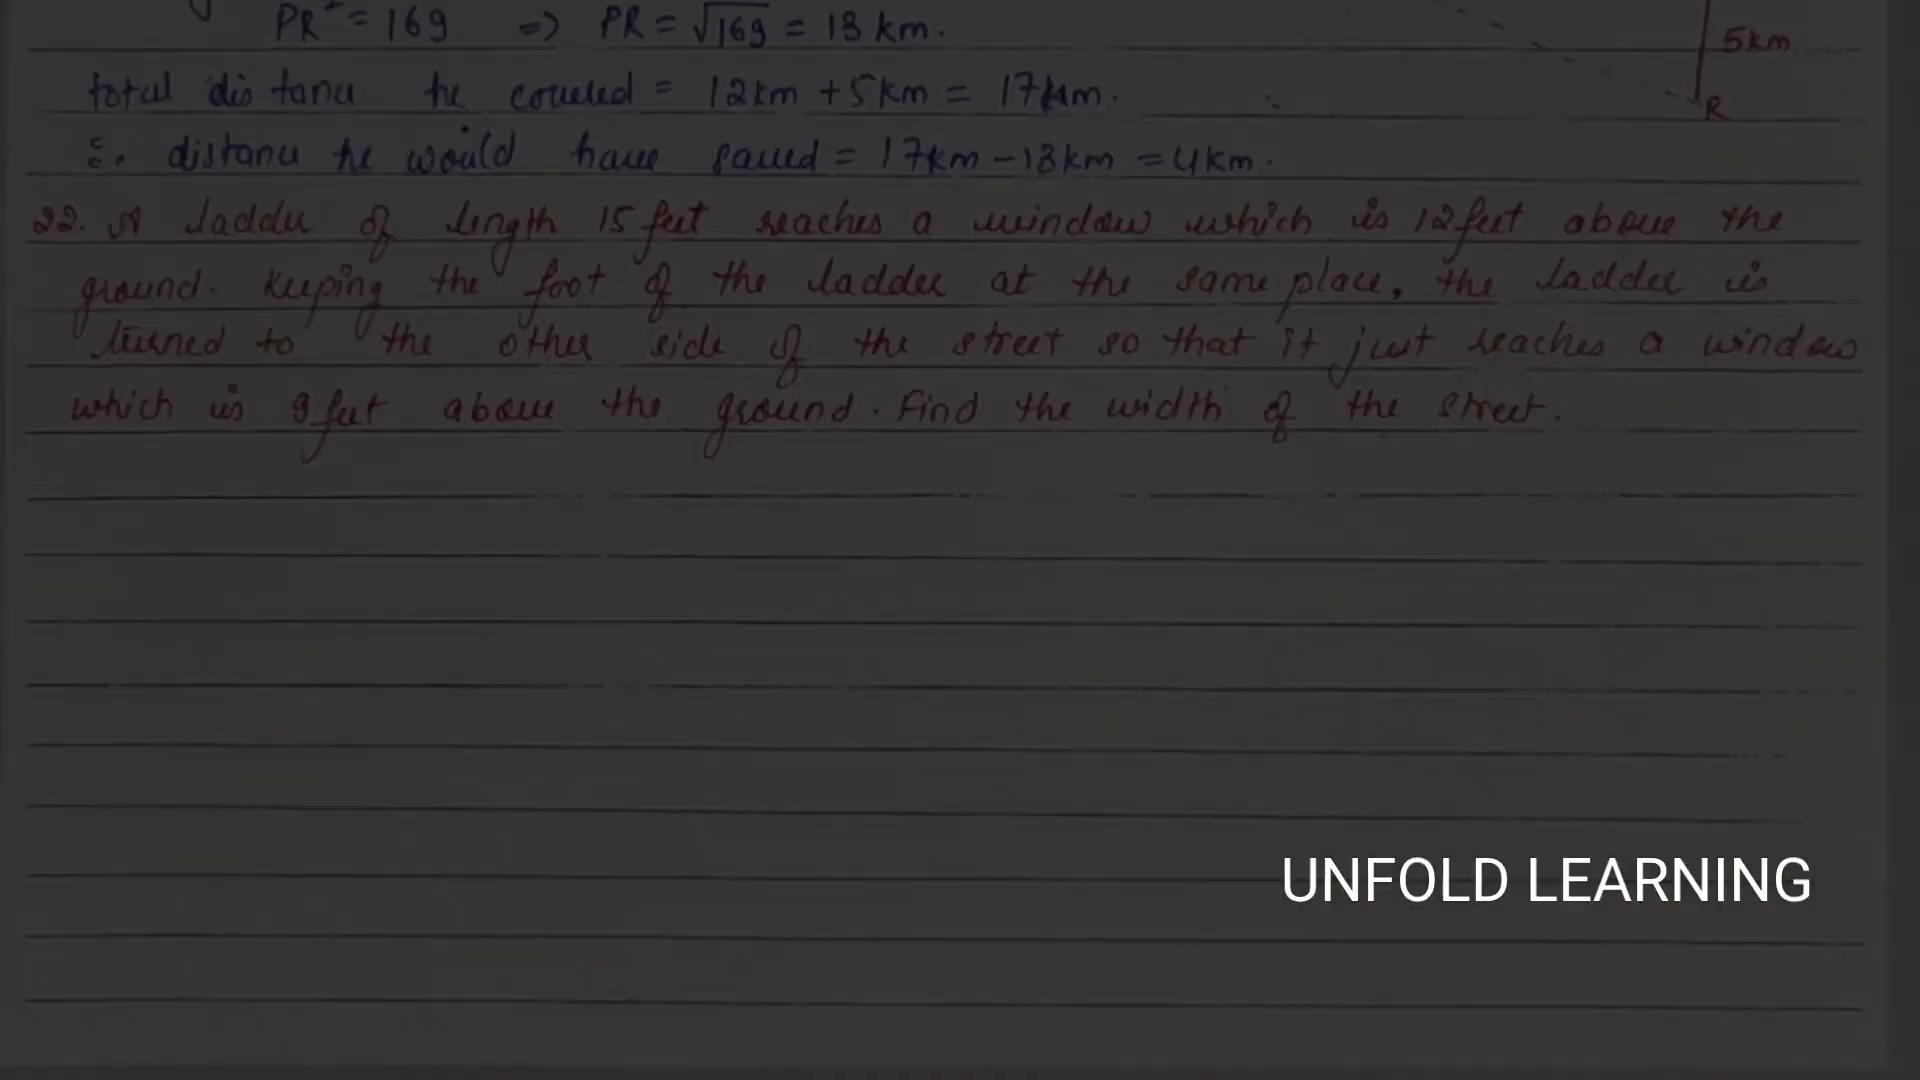 PR² = 169 => PR = √169 = 13 km.
5km
total distance he covered = 12km + 5km = 17km.
R
∴ distance he would have saved = 17km - 13km = 4km.
22. A ladder of length 15 feet reaches a window which is 12 feet above the
ground. Keeping the foot of the ladder at the same place, the ladder is
turned to the other side of the street so that it just reaches a window
which is 9 feet above the ground. Find the width of the street.
UNFOLD LEARNING